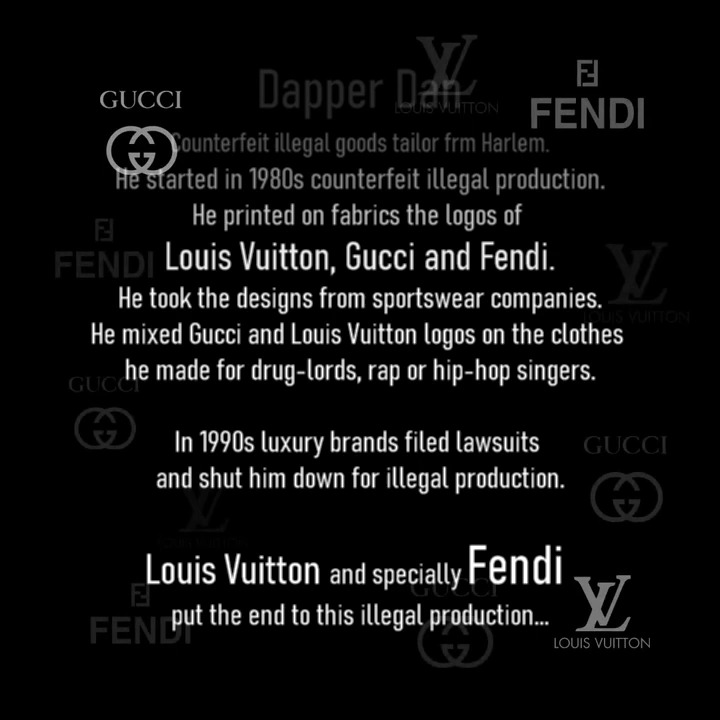 GUCCI
LOUIS VUITTON
FENDI
Dapper Dan
Counterfeit illegal goods tailor frm Harlem.
He started in 1980s counterfeit illegal production.
He printed on fabrics the logos of
FENDI
Louis Vuitton, Gucci and Fendi.
He took the designs from sportswear companies.
LOUIS VUITTON
He mixed Gucci and Louis Vuitton logos on the clothes
he made for drug-lords, rap or hip-hop singers.
GUCCI
In 1990s luxury brands filed lawsuits
GUCCI
and shut him down for illegal production.
LOUIS VUITTON
Louis Vuitton and specially Fendi
GUCCI
put the end to this illegal production...
FENDI
LOUIS VUITTON